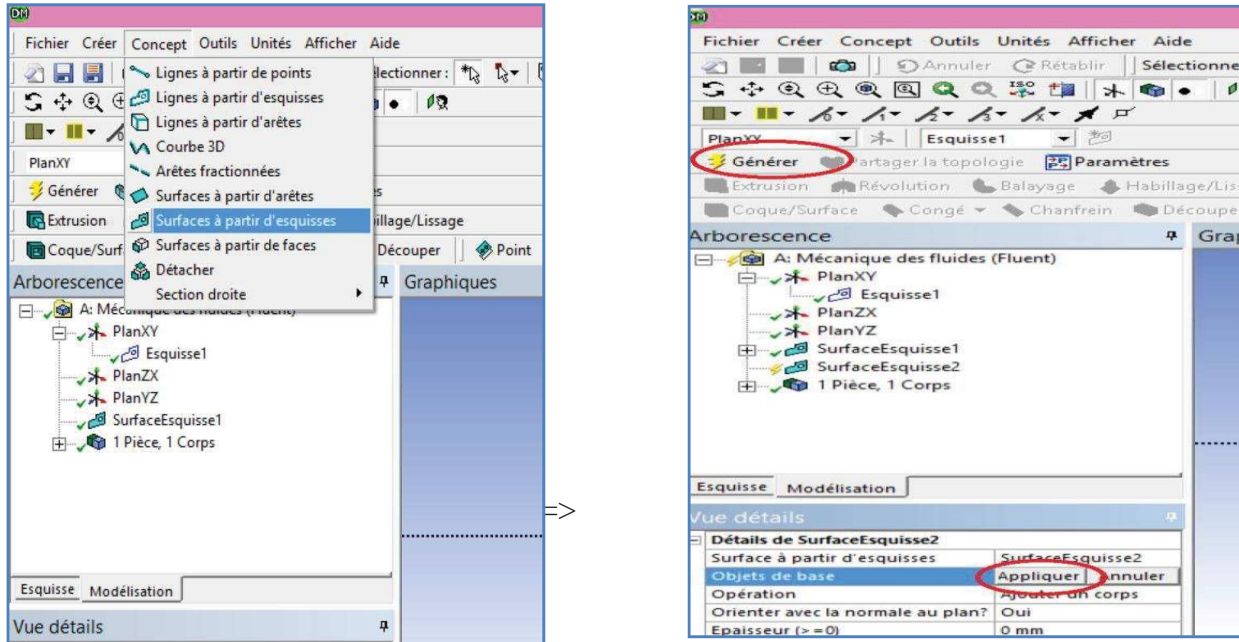 DM
Fichier Créer Concept Outils Unités Afficher Aide
Lignes à partir de points
lectionner :
Lignes à partir d'esquisses
Lignes à partir d'arêtes
Courbe 3D
PlanXY
Arêtes fractionnées
Générer
Surfaces à partir d'arêtes
Extrusion
Surfaces à partir d'esquisses
illage/Lissage
Coque/Surf
Surfaces à partir de faces
Découper
Point
Détacher
Section droite
Arborescence
Graphiques
A: Mécanique des fluides (Fluent)
PlanXY
Esquisse1
PlanZX
PlanYZ
SurfaceEsquisse1
1 Pièce, 1 Corps
Esquisse Modélisation
Vue détails
=>
Fichier Créer Concept Outils Unités Afficher Aide
Annuler Rétablir Sélectionne
PlanXY Esquisse1
Générer Partager la topologie Paramètres
Extrusion Révolution Balayage Habillage/Lis
Coque/Surface Congé Chanfrein Découpe
Arborescence Gra
A: Mécanique des fluides (Fluent)
PlanXY
Esquisse1
PlanZX
PlanYZ
SurfaceEsquisse1
SurfaceEsquisse2
1 Pièce, 1 Corps
Esquisse Modélisation
Vue détails
Détails de SurfaceEsquisse2
Surface à partir d'esquisses SurfaceEsquisse2
Objets de base Appliquer Annuler
Opération Ajouter un corps
Orienter avec la normale au plan? Oui
Epaisseur (>=0) 0 mm